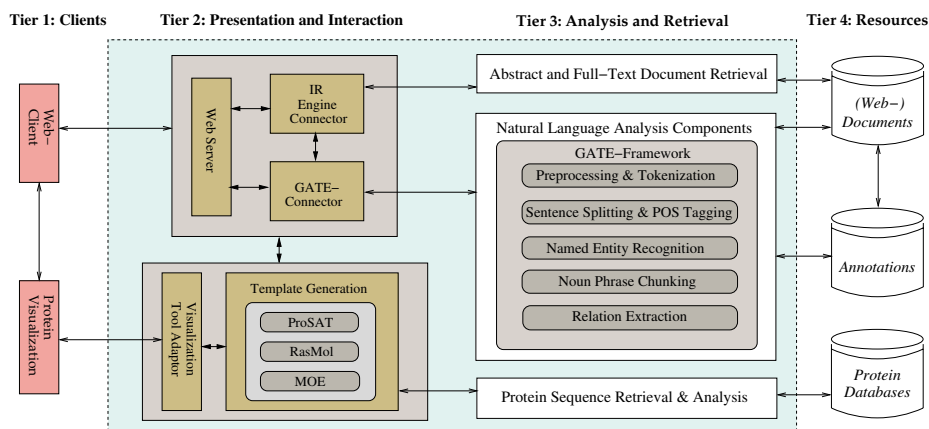 Tier 1: Clients
Tier 2: Presentation and Interaction
Tier 3: Analysis and Retrieval
Tier 4: Resources
Web−
Client
Protein
Visualization
Web Server
IR
Engine
Connector
GATE−
Connector
Visualization
Tool Adaptor
Template Generation
ProSAT
RasMol
MOE
Abstract and Full−Text Document Retrieval
Natural Language Analysis Components
GATE−Framework
Preprocessing & Tokenization
Sentence Splitting & POS Tagging
Named Entity Recognition
Noun Phrase Chunking
Relation Extraction
Protein Sequence Retrieval & Analysis
(Web−)
Documents
Annotations
Protein
Databases